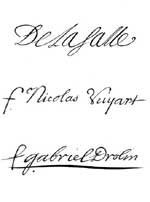 De La Salle
f. Nicolas Vuyart
f. gabriel Drolin